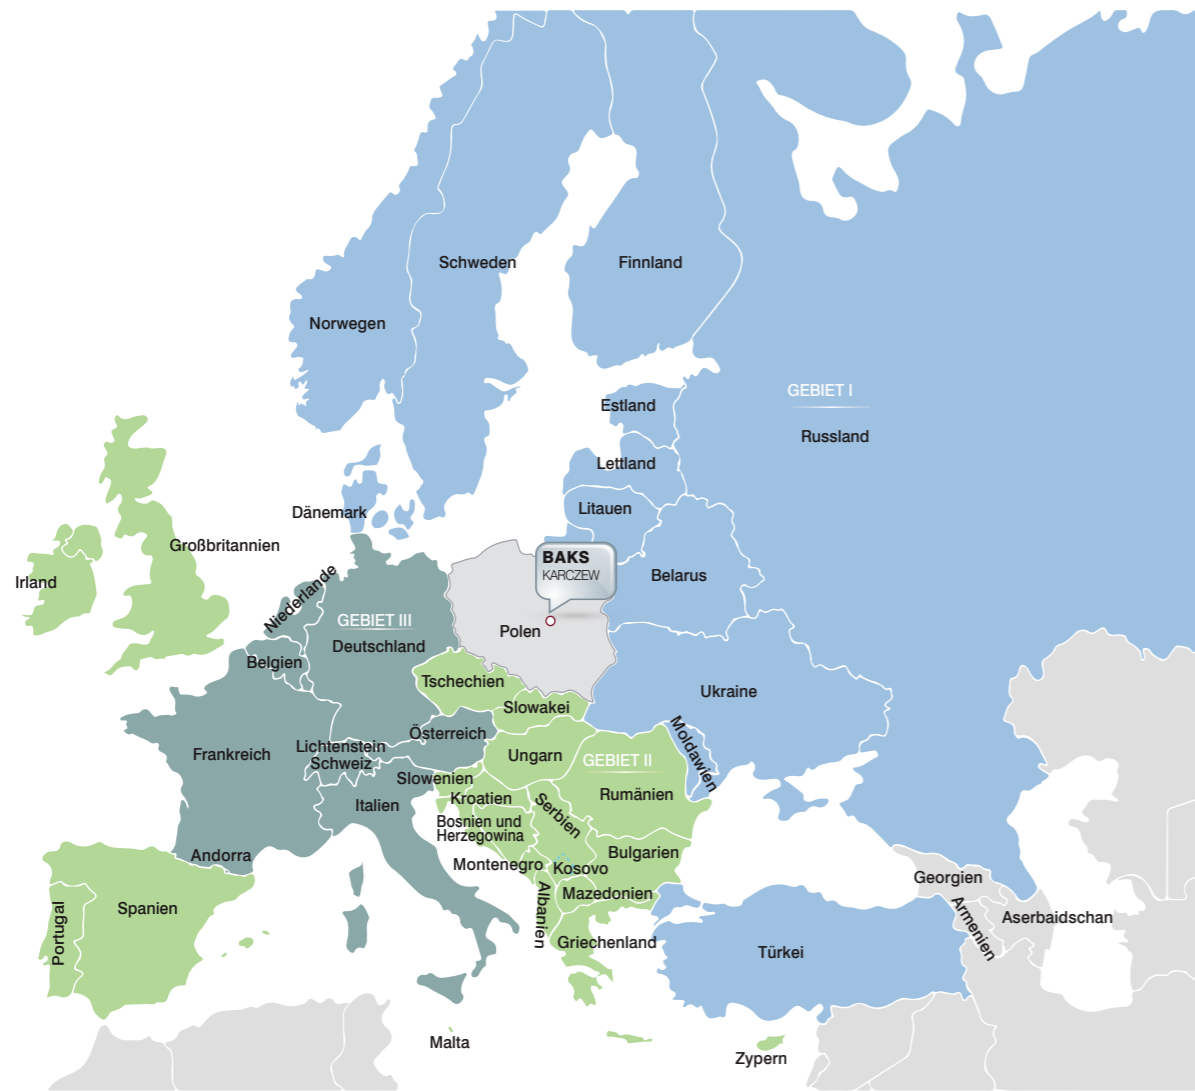 Schweden
Finnland
Norwegen
GEBIET I
Estland
Russland
Lettland
Litauen
Dänemark
Großbritannien
BAKS
KARCZEW
Belarus
Irland
Niederlande
GEBIET III
Polen
Deutschland
Belgien
Tschechien
Ukraine
Slowakei
Moldawien
Österreich
Frankreich
Lichtenstein
Schweiz
Ungarn
GEBIET II
Slowenien
Rumänien
Kroatien
Italien
Serbien
Bosnien und
Herzegowina
Andorra
Bulgarien
Montenegro
Kosovo
Georgien
Mazedonien
Albanien
Armenien
Spanien
Portugal
Aserbaidschan
Griechenland
Türkei
Malta
Zypern